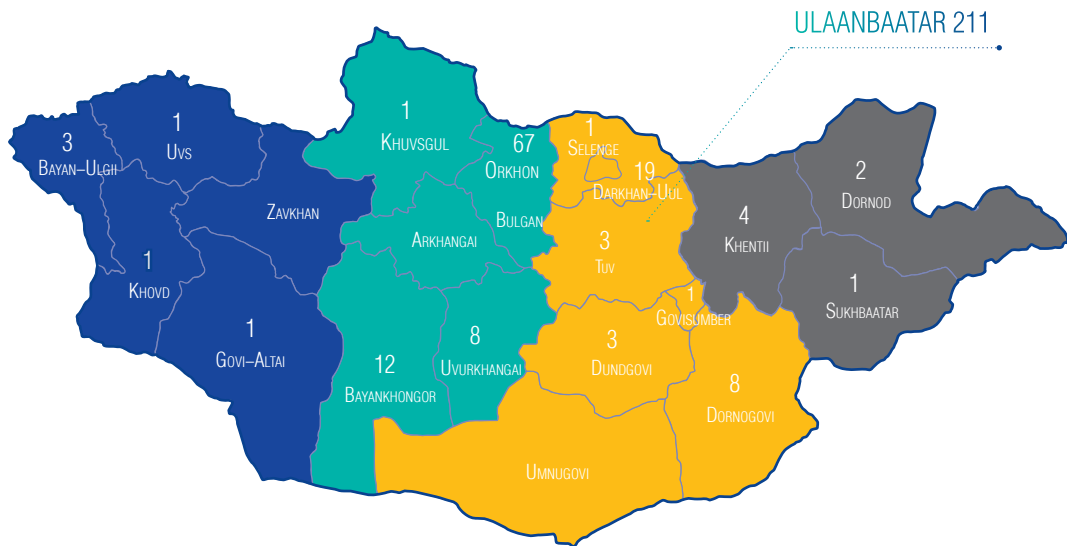 ULAANBAATAR 211
3
BAYAN–ULGII
1
UVS
ZAVKHAN
1
KHOVD
1
GOVI–ALTAI
1
KHUVSGUL
67
ORKHON
BULGAN
ARKHANGAI
12
BAYANKHONGOR
8
UVURKHANGAI
1
SELENGE
19
DARKHAN–UUL
3
TUV
1
GOVISUMBER
3
DUNDGOVI
8
DORNOGOVI
UMNUGOVI
4
KHENTII
2
DORNOD
1
SUKHBAATAR